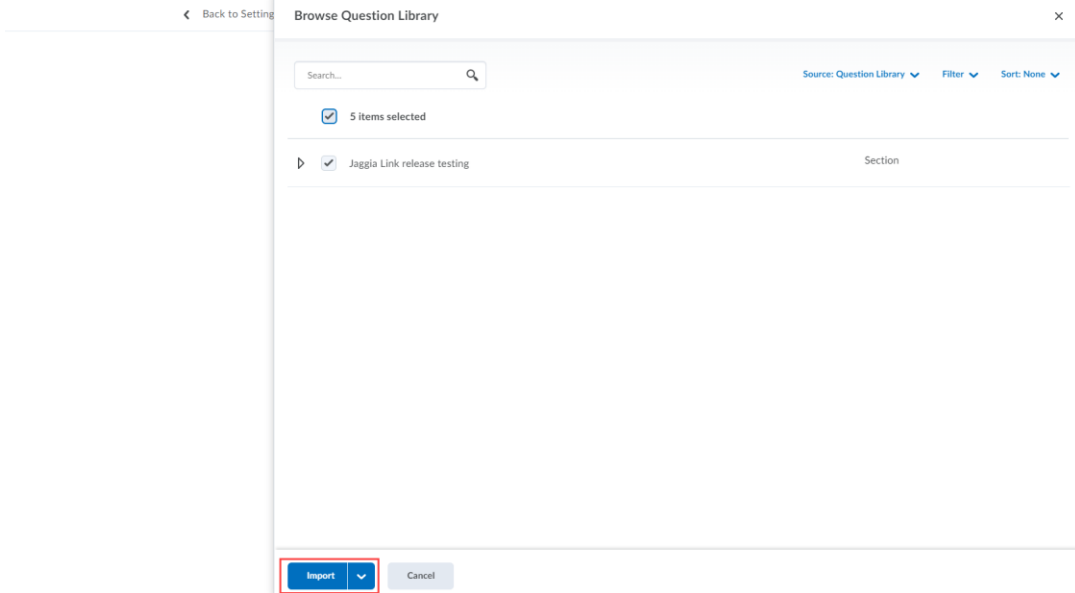 Back to Setting
Browse Question Library
Search...
Source: Question Library
Filter
Sort: None
5 items selected
Jaggia Link release testing
Section
Import
Cancel